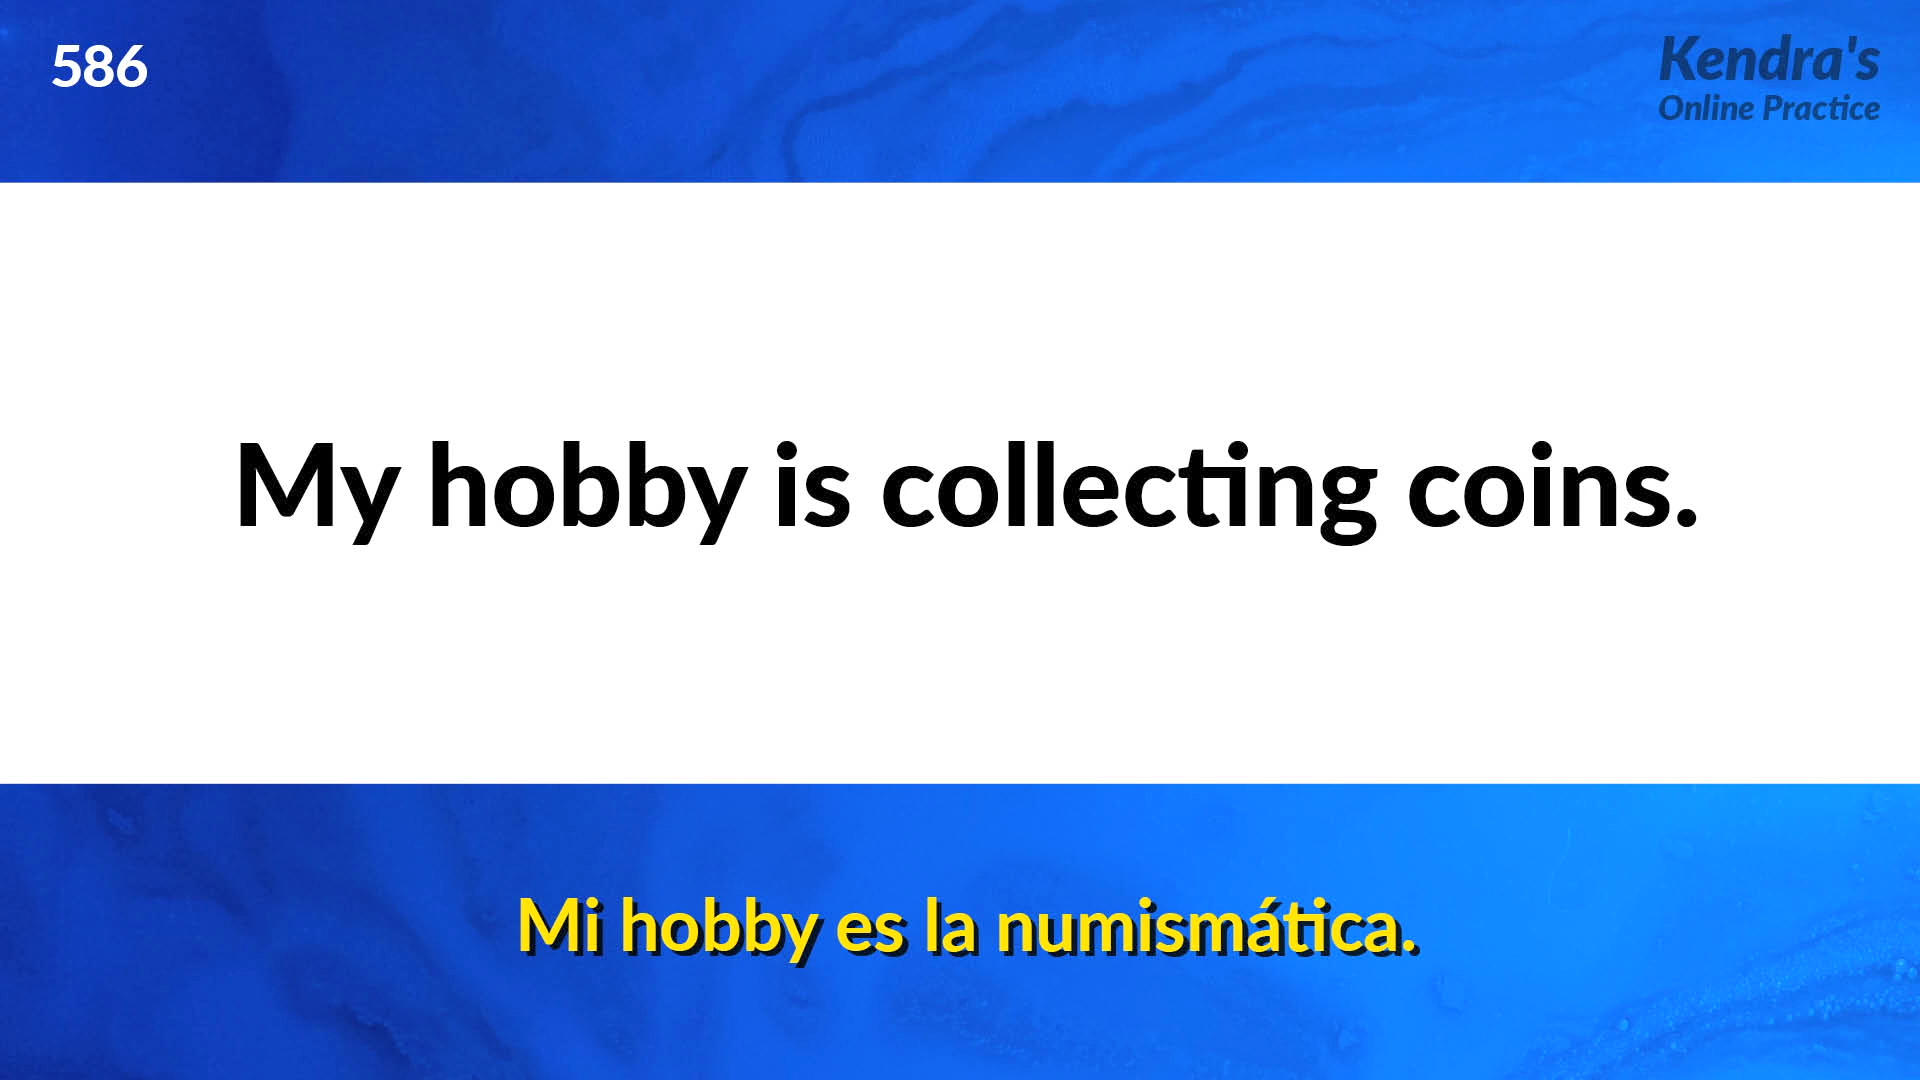 586
Kendra's
Online Practice
My hobby is collecting coins.
Mi hobby es la numismática.